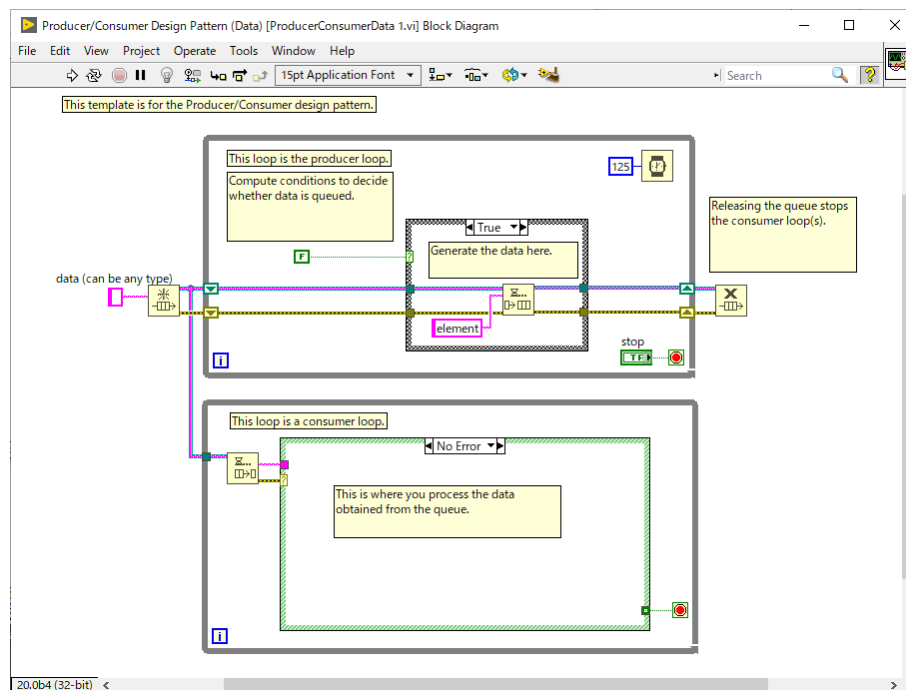 Producer/Consumer Design Pattern (Data) [ProducerConsumerData 1.vi] Block Diagram
File Edit View Project Operate Tools Window Help
15pt Application Font
Search
?
This template is for the Producer/Consumer design pattern.
This loop is the producer loop.
125
Compute conditions to decide
whether data is queued.
Releasing the queue stops
the consumer loop(s).
True
Generate the data here.
F
?
data (can be any type)
element
stop
TF
i
This loop is a consumer loop.
No Error
?
This is where you process the data
obtained from the queue.
i
20.0b4 (32-bit)